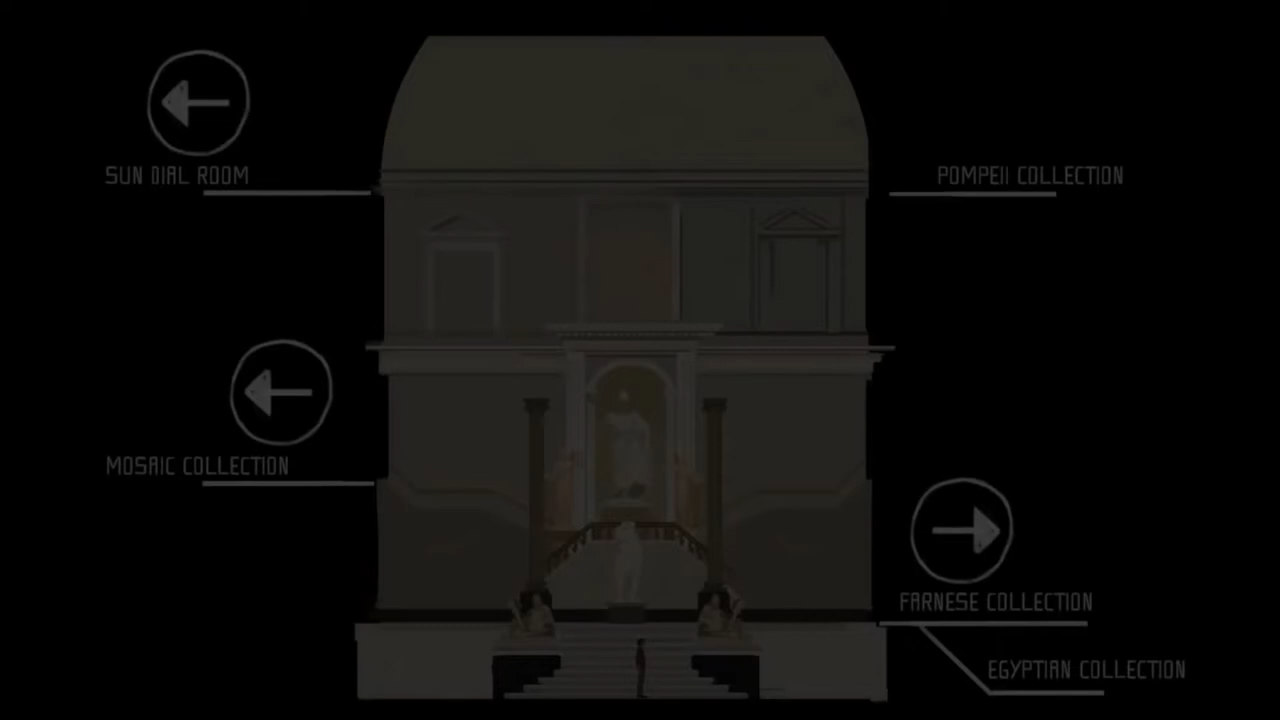 SUN DIAL ROOM
POMPEII COLLECTION
MOSAIC COLLECTION
FARNESE COLLECTION
EGYPTIAN COLLECTION